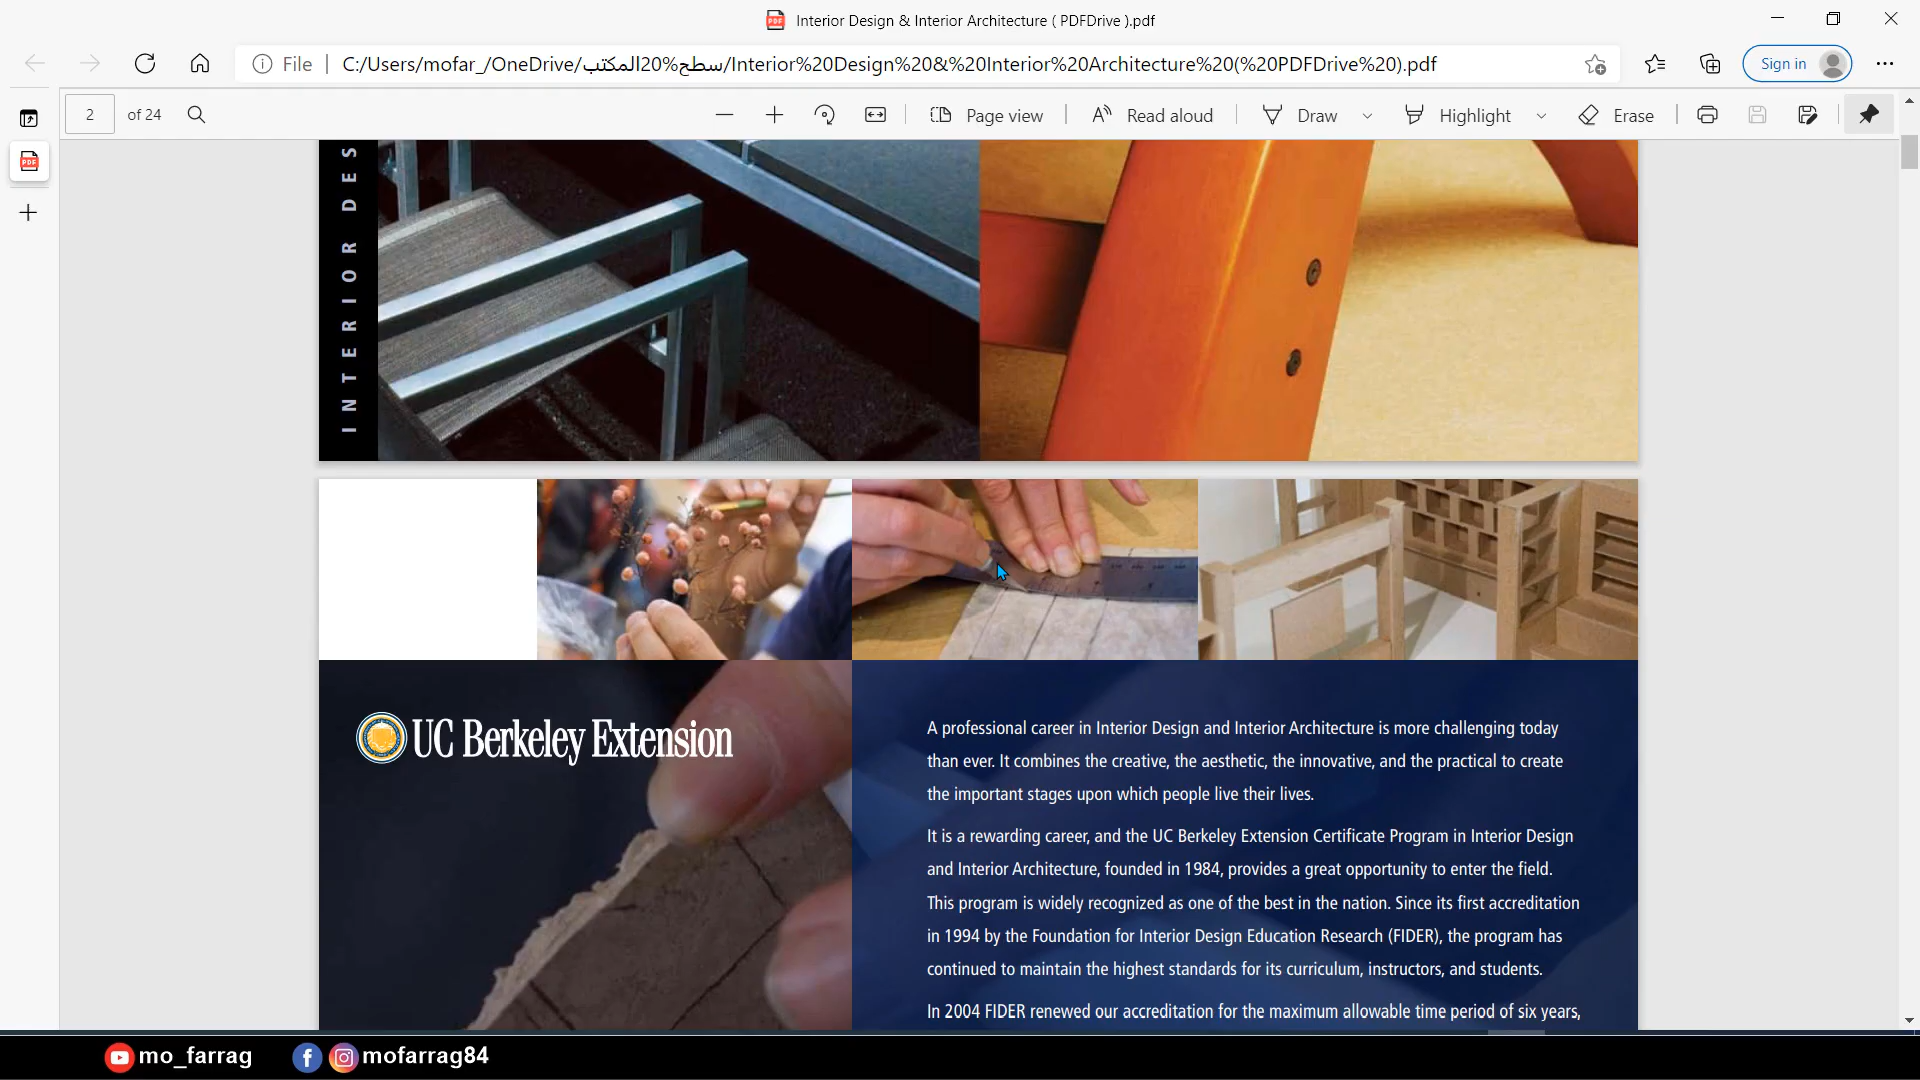 Interior Design & Interior Architecture ( PDFDrive ).pdf
File
C:/Users/mofar_/OneDrive/سطح%20المكتب/Interior%20Design%20&%20Interior%20Architecture%20(%20PDFDrive%20).pdf
Sign in
2 of 24
Page view
Read aloud
Draw
Highlight
Erase
INTERIOR DES
UC Berkeley Extension
A professional career in Interior Design and Interior Architecture is more challenging today
than ever. It combines the creative, the aesthetic, the innovative, and the practical to create
the important stages upon which people live their lives.
It is a rewarding career, and the UC Berkeley Extension Certificate Program in Interior Design
and Interior Architecture, founded in 1984, provides a great opportunity to enter the field.
This program is widely recognized as one of the best in the nation. Since its first accreditation
in 1994 by the Foundation for Interior Design Education Research (FIDER), the program has
continued to maintain the highest standards for its curriculum, instructors, and students.
In 2004 FIDER renewed our accreditation for the maximum allowable time period of six years,
mo_farrag
mofarrag84